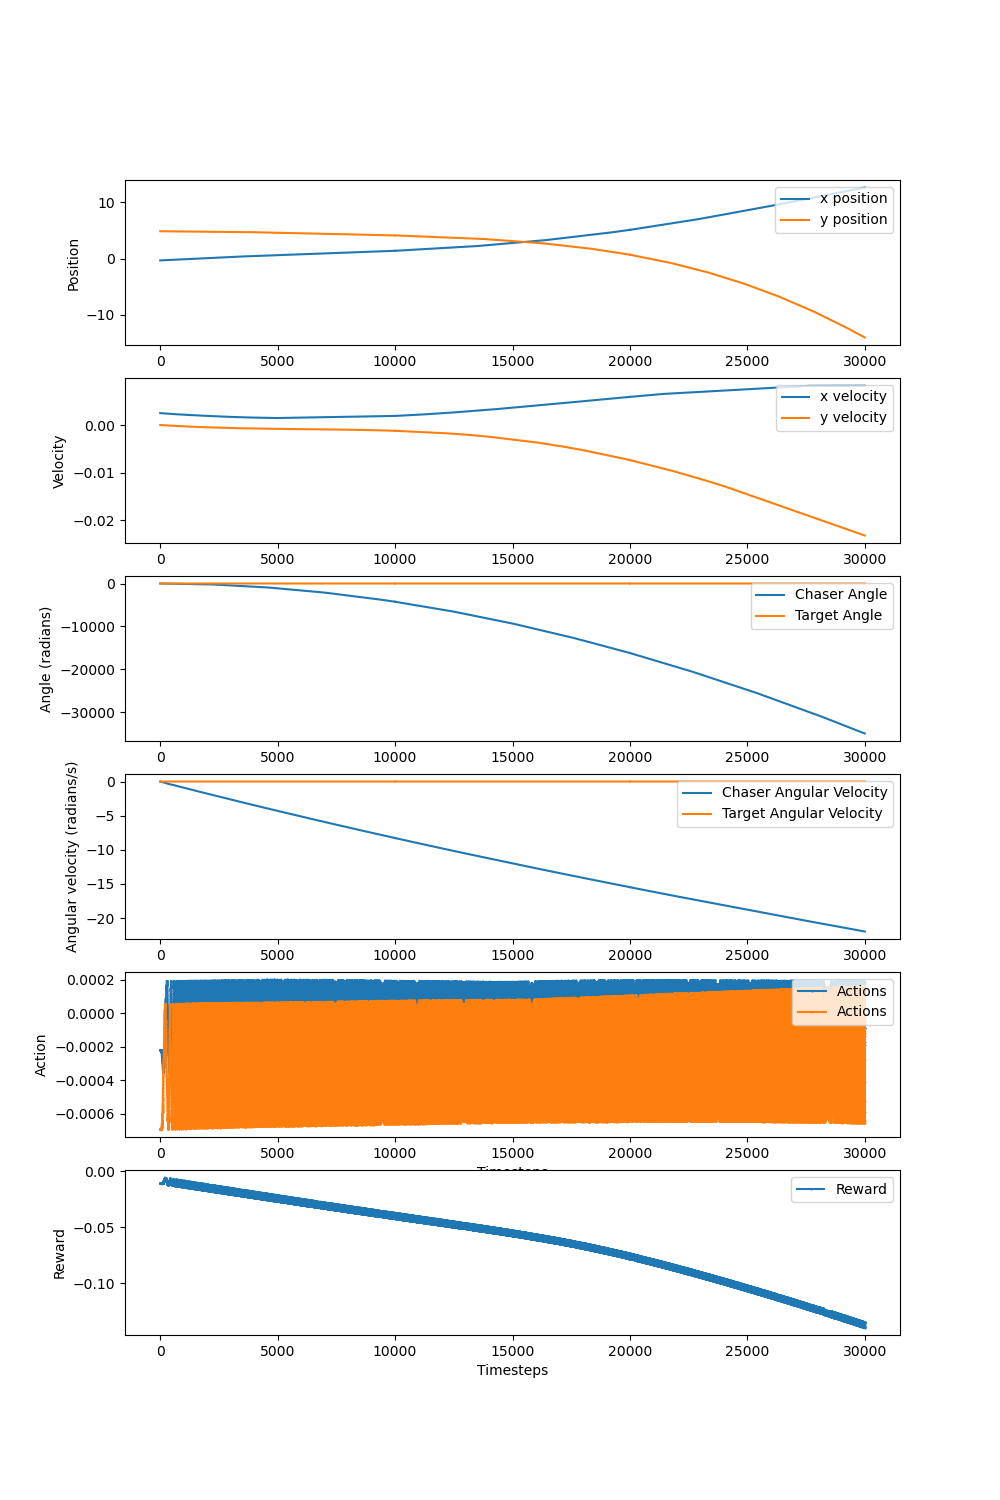 Position
10
0
−10
x position
y position
0 5000 10000 15000 20000 25000 30000
Velocity
0.00
−0.01
−0.02
x velocity
y velocity
0 5000 10000 15000 20000 25000 30000
Angle (radians)
0
−10000
−20000
−30000
Chaser Angle
Target Angle
0 5000 10000 15000 20000 25000 30000
Angular velocity (radians/s)
0
−5
−10
−15
−20
Chaser Angular Velocity
Target Angular Velocity
0 5000 10000 15000 20000 25000 30000
Action
0.0002
0.0000
−0.0002
−0.0004
−0.0006
Actions
Actions
0 5000 10000 15000 20000 25000 30000
Timesteps
Reward
0.00
−0.05
−0.10
Reward
0 5000 10000 15000 20000 25000 30000
Timesteps